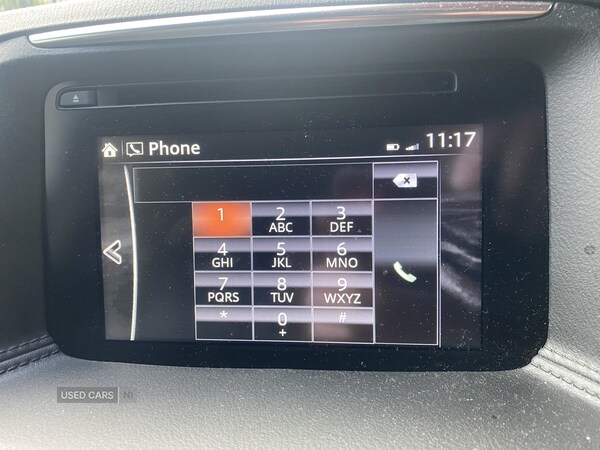 Phone 11:17
1 2 3
ABC DEF
4 5 6
GHI JKL MNO
7 8 9
PQRS TUV WXYZ
* 0 #
+
USED CARS NI